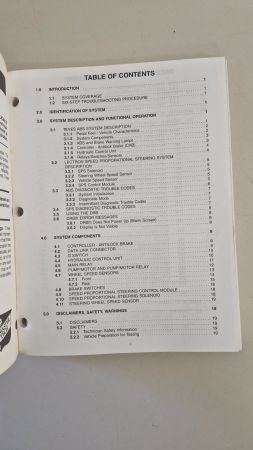 TABLE OF CONTENTS
1.0 INTRODUCTION 1
1.1 SYSTEM COVERAGE 1
1.2 SIX-STEP TROUBLESHOOTING PROCEDURE 1
2.0 IDENTIFICATION OF SYSTEM 1
3.0 SYSTEM DESCRIPTION AND FUNCTIONAL OPERATION
3.1 TEVES ABS SYSTEM DESCRIPTION
3.1.1 Pedal Feel / Vehicle Characteristics
3.1.2 System Components
3.1.3 ABS and Brake Warning Lamps
3.1.4 Controller - Antilock Brake (CAB)
3.1.5 Hydraulic Control Unit
3.1.6 Relays/Switches/Sensors
3.2 ELECTRON SPEED PROPORTIONAL STEERING SYSTEM
DESCRIPTION
3.2.1 SPS Solenoid
3.2.2 Steering Wheel Speed Sensor
3.2.3 Vehicle Speed Sensor
3.2.4 SPS Control Module
3.3 ABS DIAGNOSTIC TROUBLE CODES
3.3.1 System Initialization
3.3.2 Diagnostic Mode
3.3.3 Intermittent Diagnostic Trouble Codes
3.4 SPS DIAGNOSTIC TROUBLE CODES
3.5 USING THE DRB
3.6 DRBII ERROR MESSAGES
3.6.1 DRBII Does Not Power Up (Blank Screen)
3.6.2 Display Is Not Visible
4.0 SYSTEM COMPONENTS
4.1 CONTROLLER - ANTILOCK BRAKE
4.2 DATA LINK CONNECTOR
4.3 G SWITCH
4.4 HYDRAULIC CONTROL UNIT
4.5 MAIN RELAY
4.6 PUMP/MOTOR AND PUMP/MOTOR RELAY
4.7 WHEEL SPEED SENSORS
4.7.1 Front
4.7.2 Rear
4.8 BRAKE SWITCHES
4.9 SPEED PROPORTIONAL STEERING CONTROL MODULE
4.10 SPEED PROPORTIONAL STEERING SOLENOID
4.11 STEERING WHEEL SPEED SENSOR
5.0 DISCLAIMERS, SAFETY, WARNINGS
5.1 DISCLAIMERS
5.2 SAFETY
5.2.1 Technician Safety Information
5.2.2 Vehicle Preparation for Testing